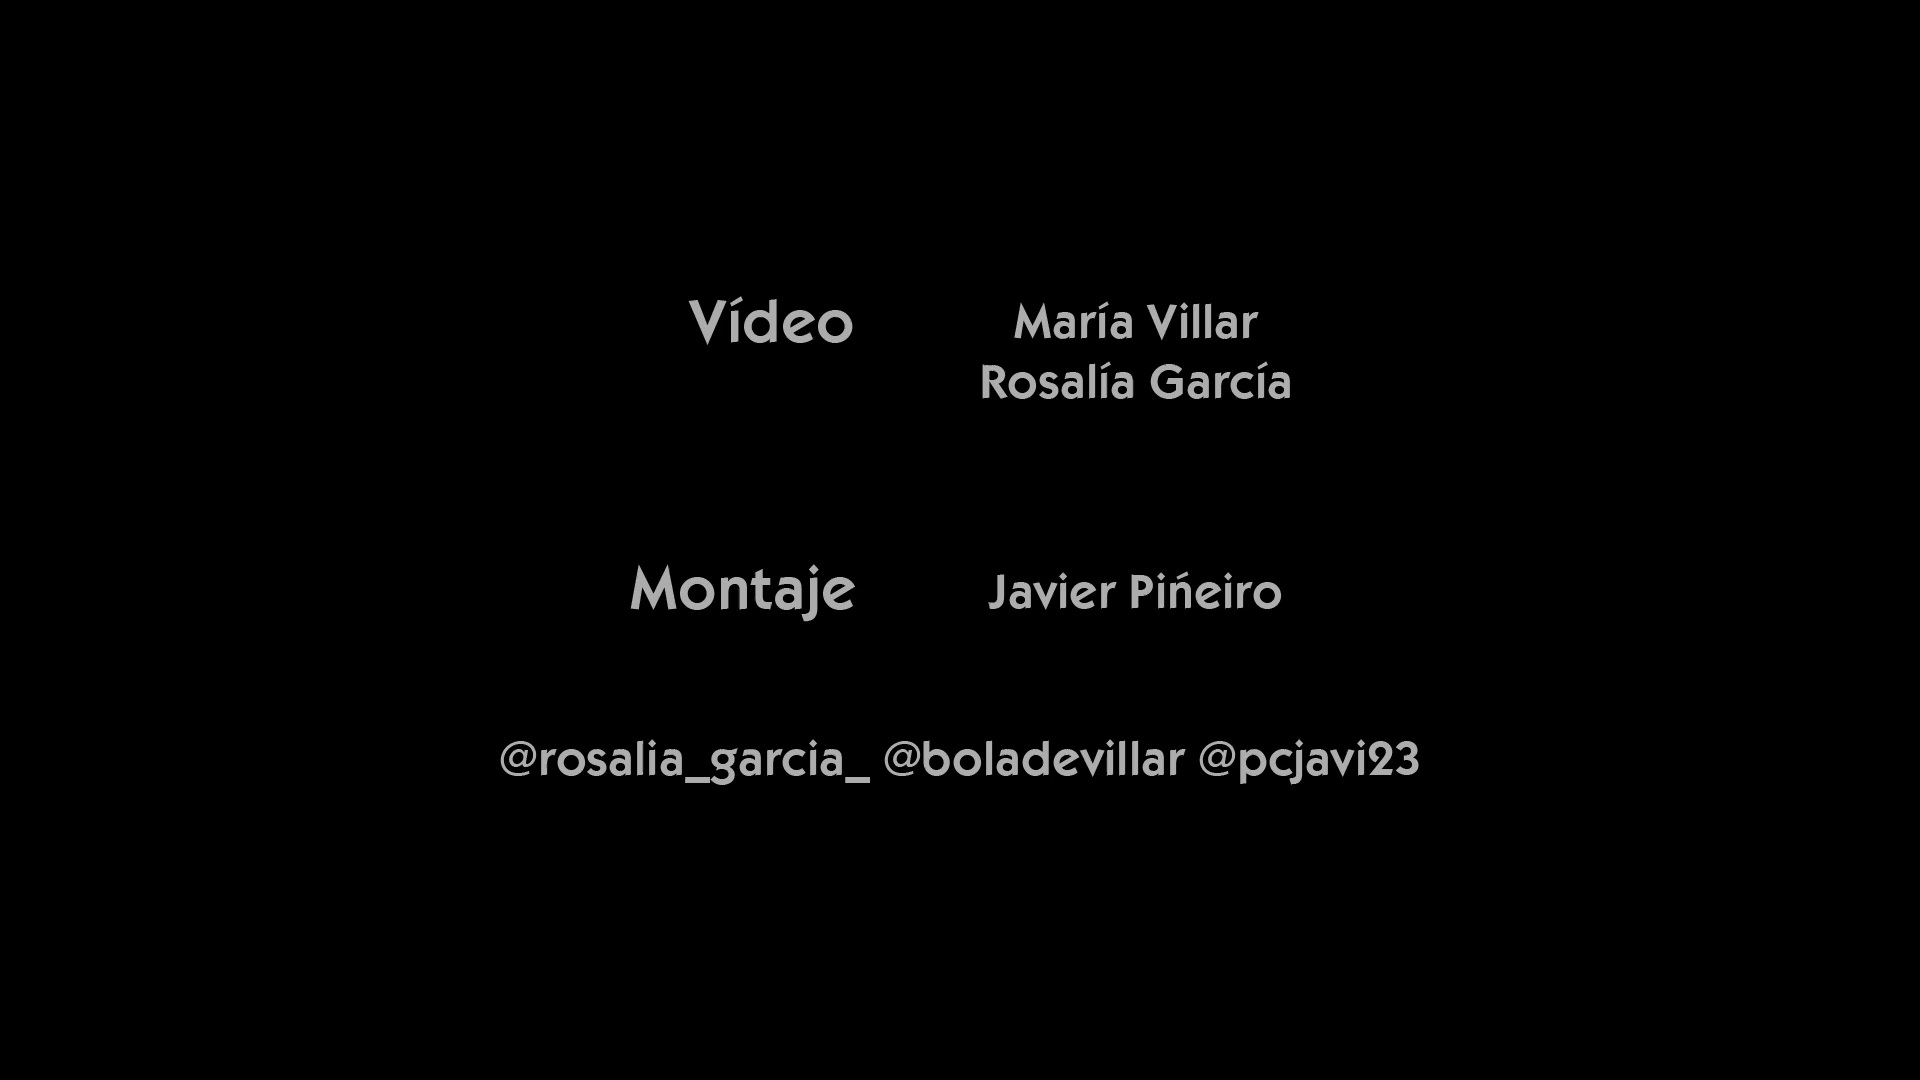 Vídeo María Villar
Rosalía García
Montaje Javier Pińeiro
@rosalia_garcia_ @boladevillar @pcjavi23